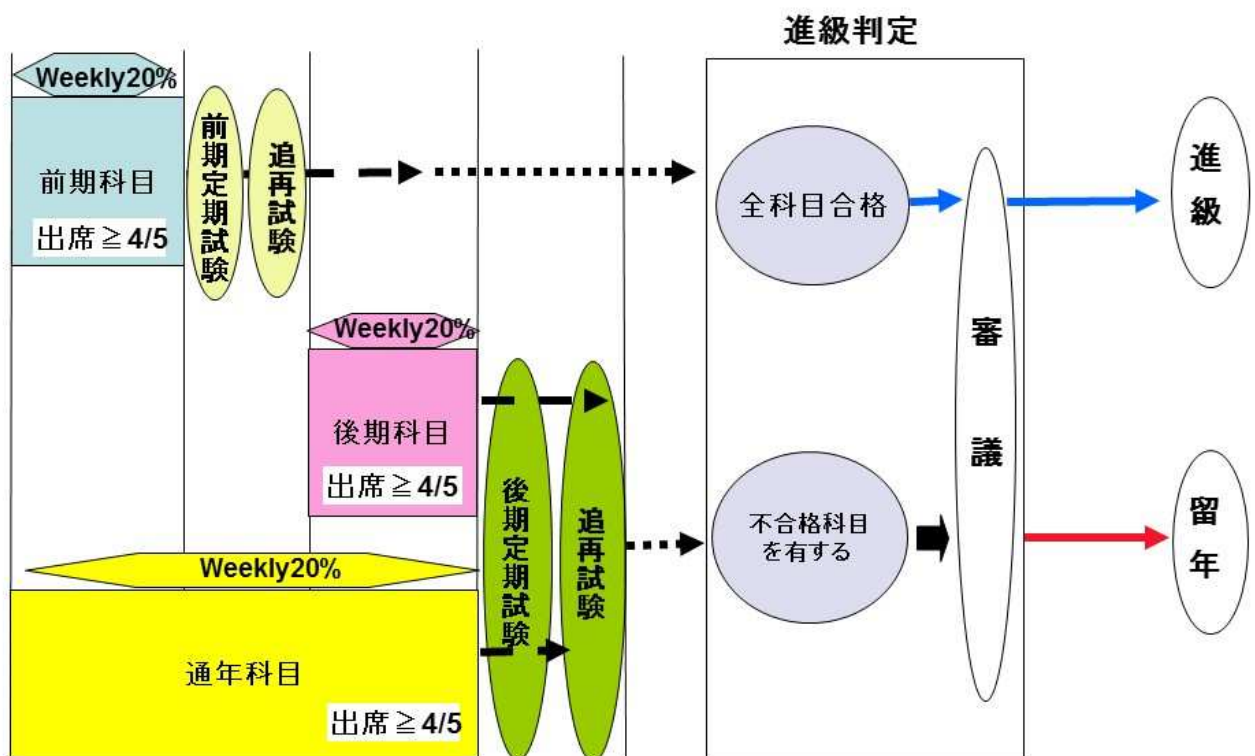 進級判定
Weekly20%
前期科目
出席≧4/5
前期定期試験
追再試験
全科目合格
進級
Weekly20%
後期科目
出席≧4/5
後期定期試験
追再試験
審議
不合格科目
を有する
留年
Weekly20%
通年科目
出席≧4/5